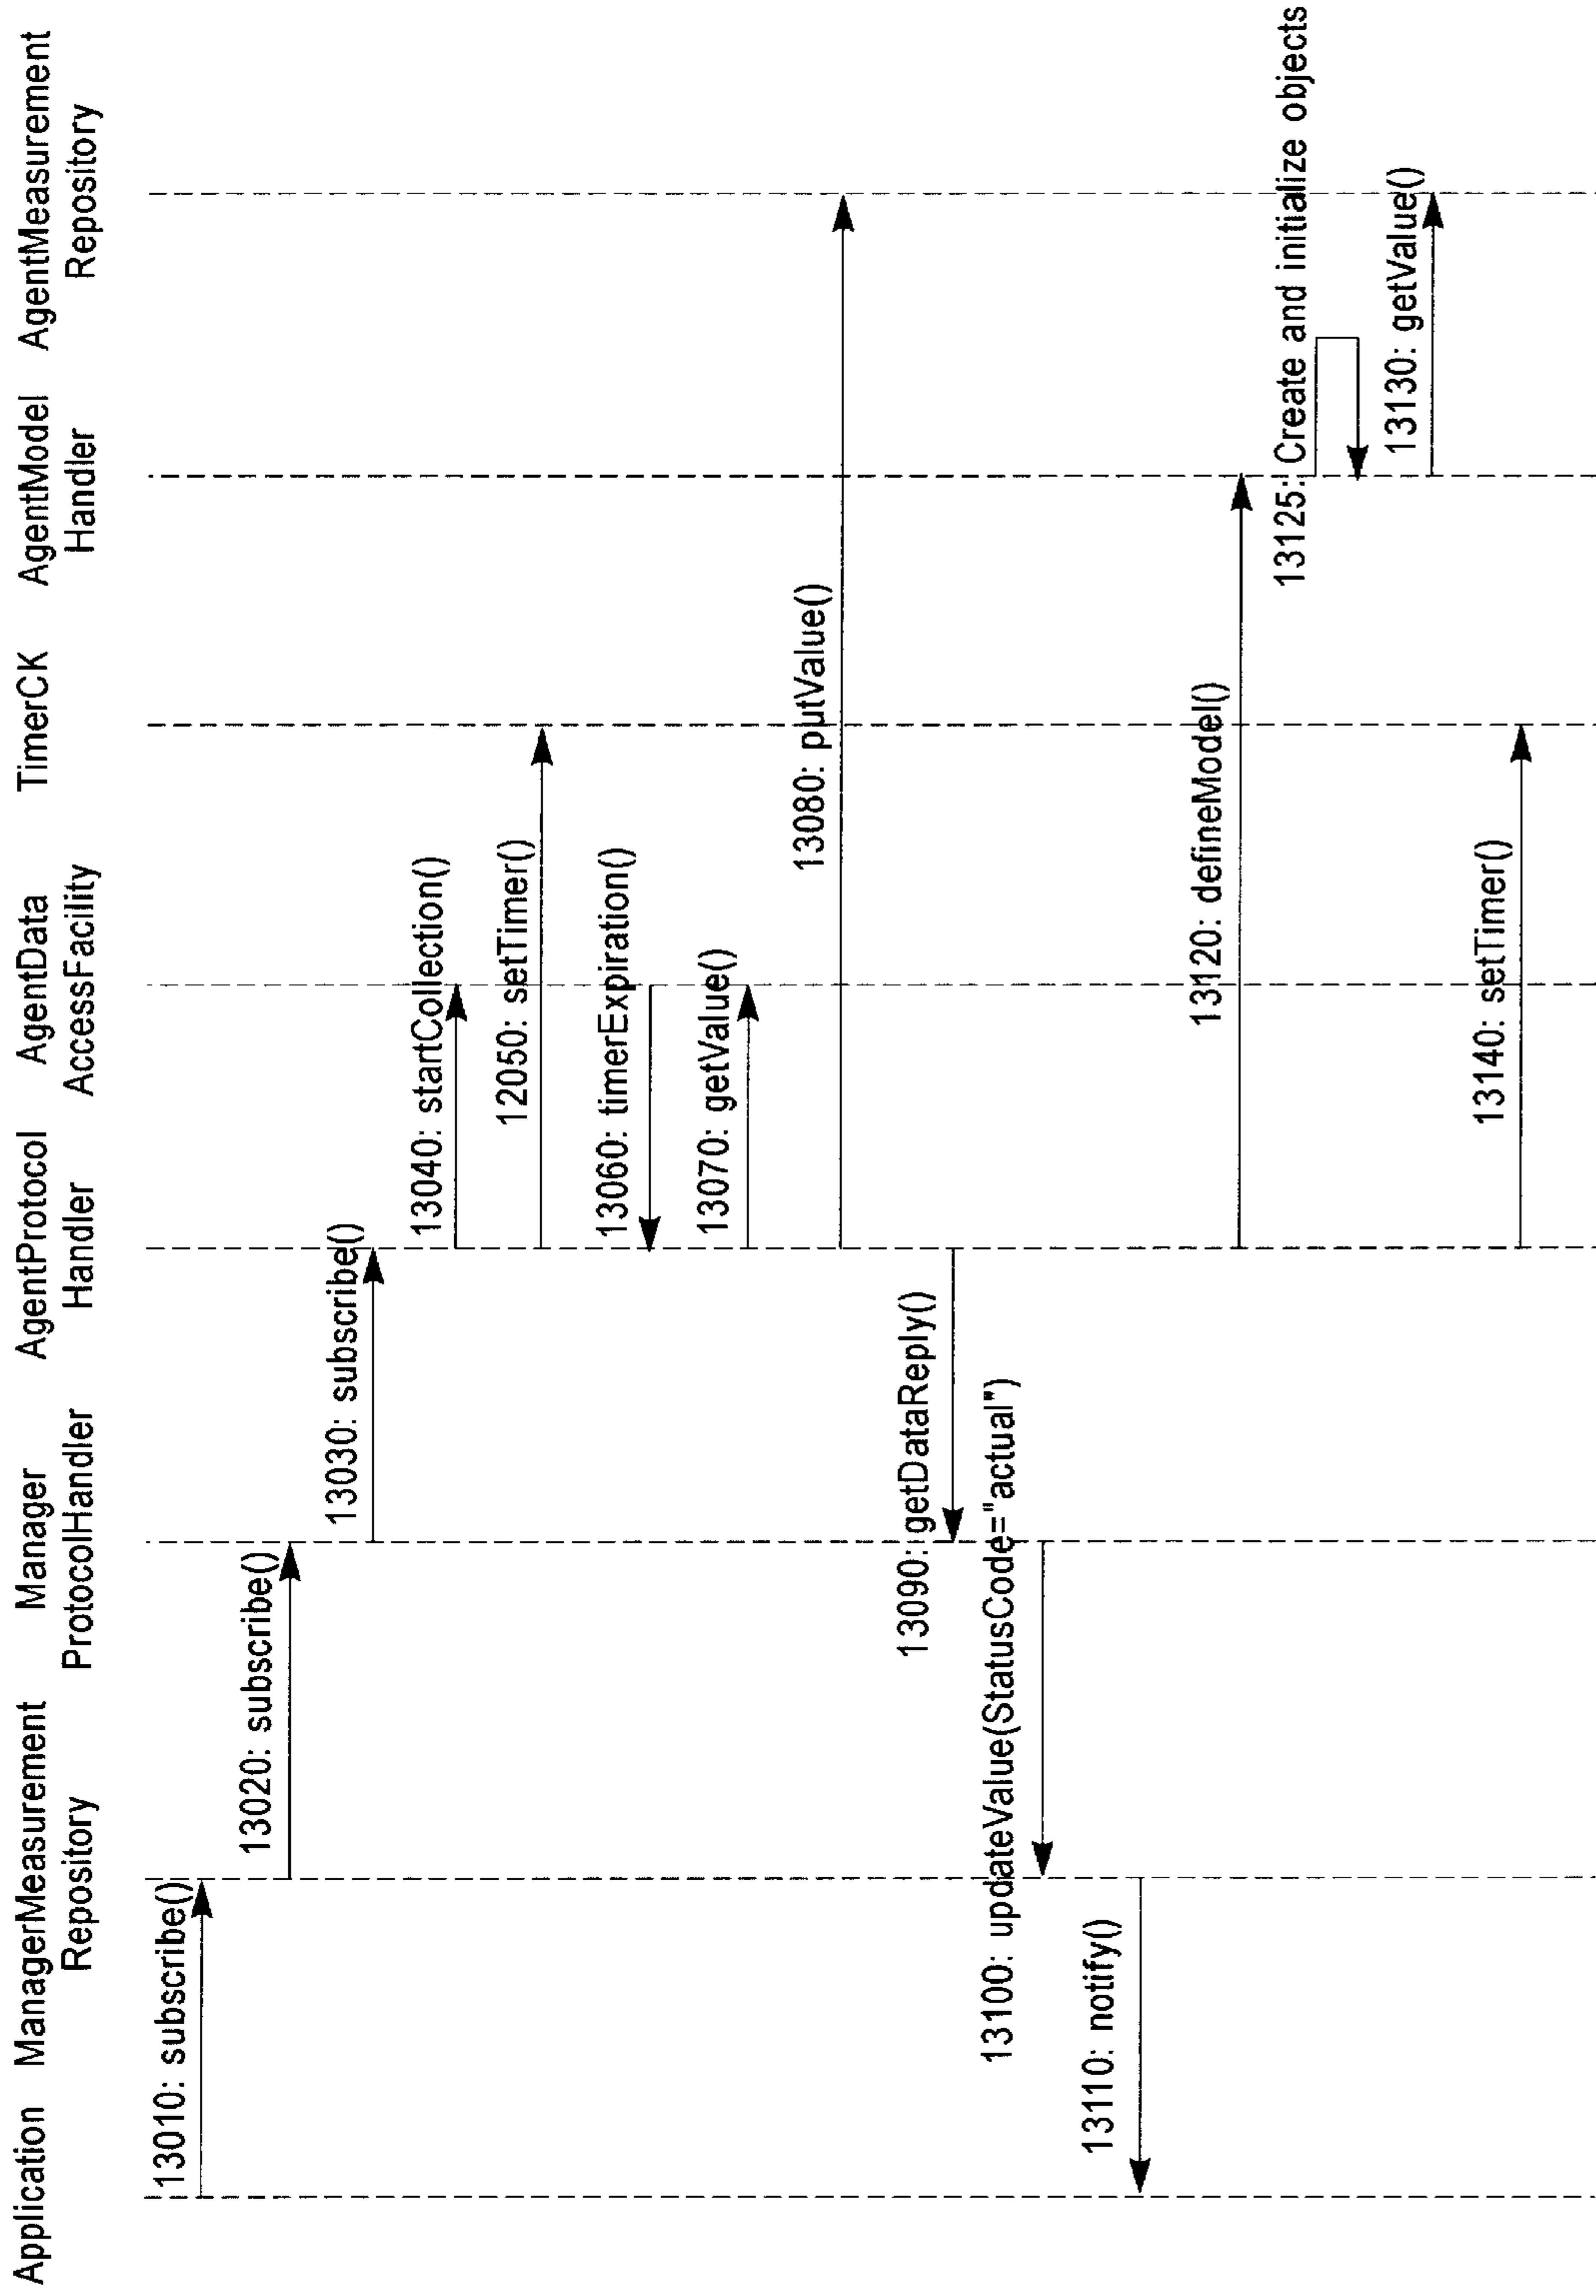 Application
ManagerMeasurement
Repository
Manager
ProtocolHandler
AgentProtocol
Handler
AgentData
AccessFacility
TimerCK
AgentModel
Handler
AgentMeasurement
Repository
13010: subscribe()
13020: subscribe()
13030: subscribe()
13040: startCollection()
12050: setTimer()
13060: timerExpiration()
13070: getValue()
13080: putValue()
13090: getDataReply()
13100: updateValue(StatusCode="actual")
13110: notify()
13120: defineModel()
13125: Create and initialize objects
13130: getValue()
13140: setTimer()